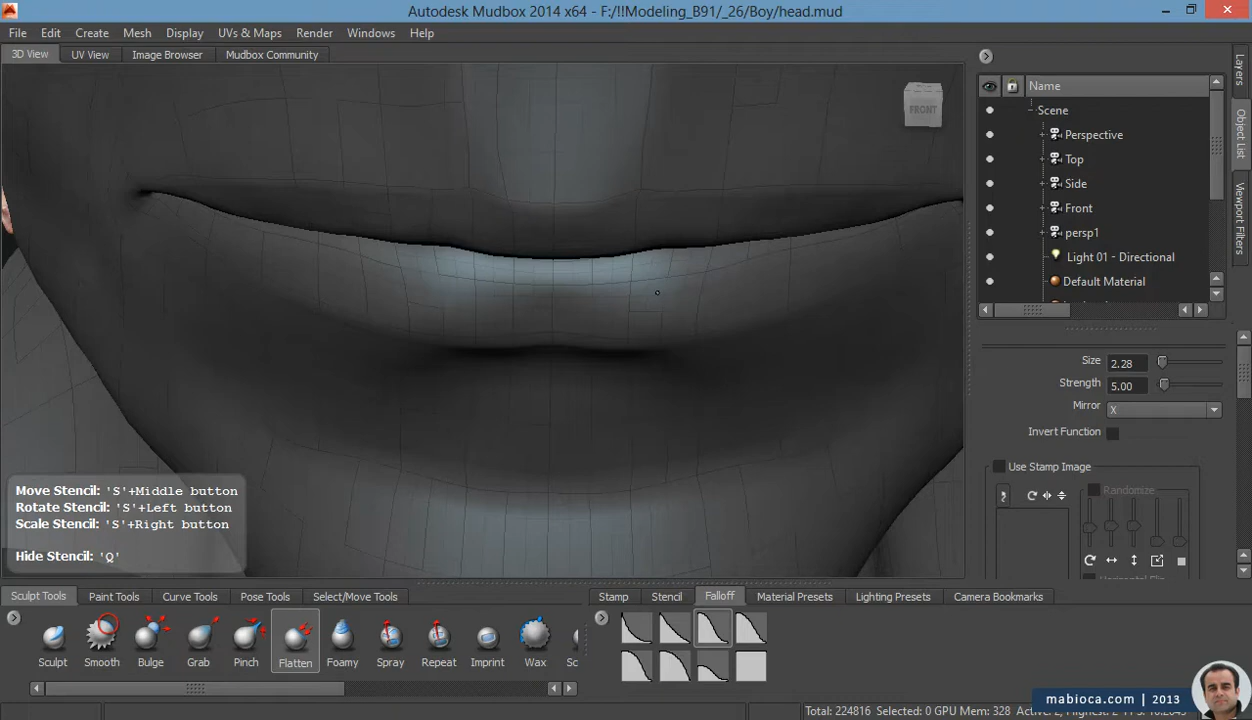 Autodesk Mudbox 2014 x64 - F:/!!Modeling_B91/_26/Boy/head.mud
File Edit Create Mesh Display UVs & Maps Render Windows Help
3D View UV View Image Browser Mudbox Community
FRONT
Name
Scene
Perspective
Top
Side
Front
persp1
Light 01 - Directional
Default Material
Layers
Object List
Viewport Filters
Size 2.28
Strength 5.00
Mirror X
Invert Function
Use Stamp Image
Randomize
Horizontal Flip
Move Stencil: 'S'+Middle button
Rotate Stencil: 'S'+Left button
Scale Stencil: 'S'+Right button
Hide Stencil: 'Q'
Sculpt Tools Paint Tools Curve Tools Pose Tools Select/Move Tools
Stamp Stencil Falloff Material Presets Lighting Presets Camera Bookmarks
Sculpt Smooth Bulge Grab Pinch Flatten Foamy Spray Repeat Imprint Wax Sc
mabioca.com | 2013
Total: 224816 Selected: 0 GPU Mem: 328